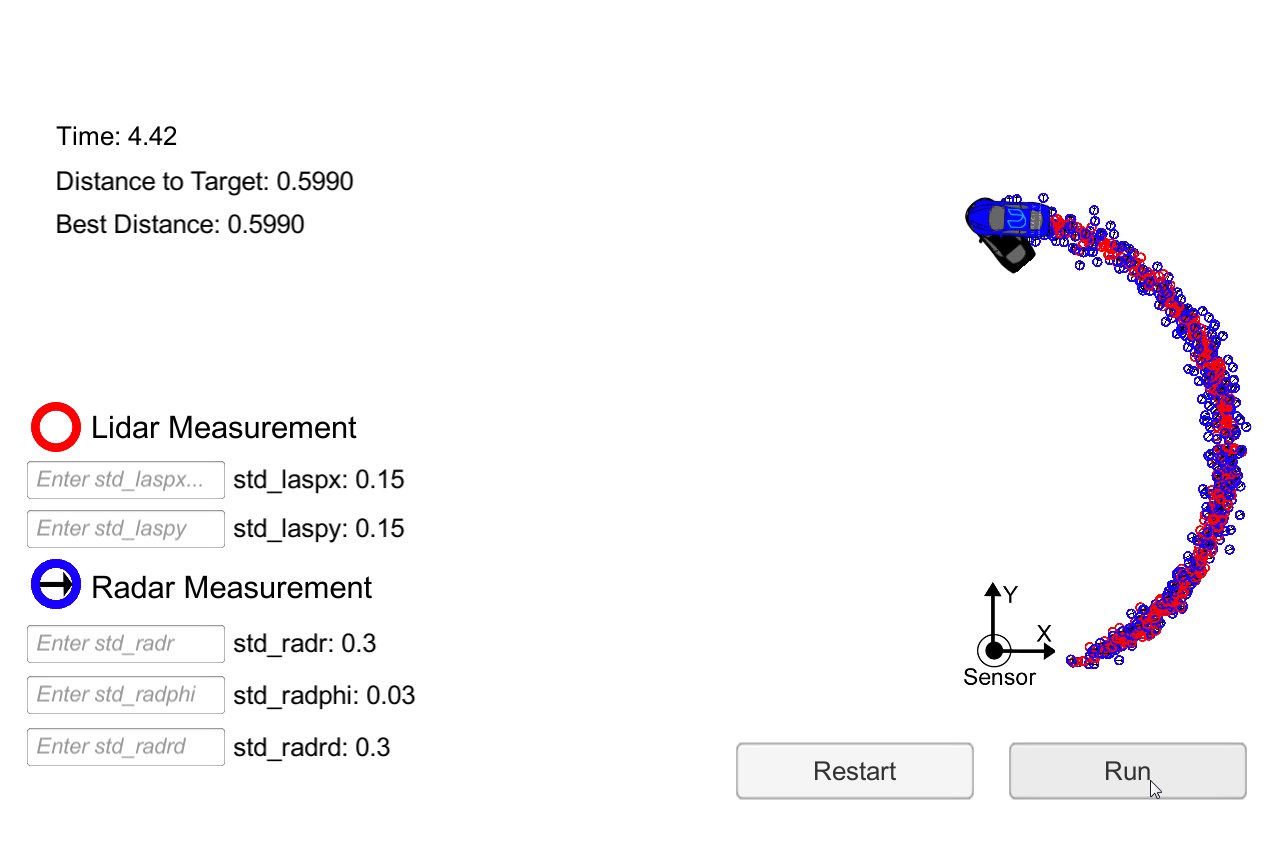 Time: 4.42
Distance to Target: 0.5990
Best Distance: 0.5990
Lidar Measurement
Enter std_laspx... std_laspx: 0.15
Enter std_laspy std_laspy: 0.15
Radar Measurement
Enter std_radr std_radr: 0.3
Enter std_radphi std_radphi: 0.03
Enter std_radrd std_radrd: 0.3
Y
X
Sensor
Restart
Run